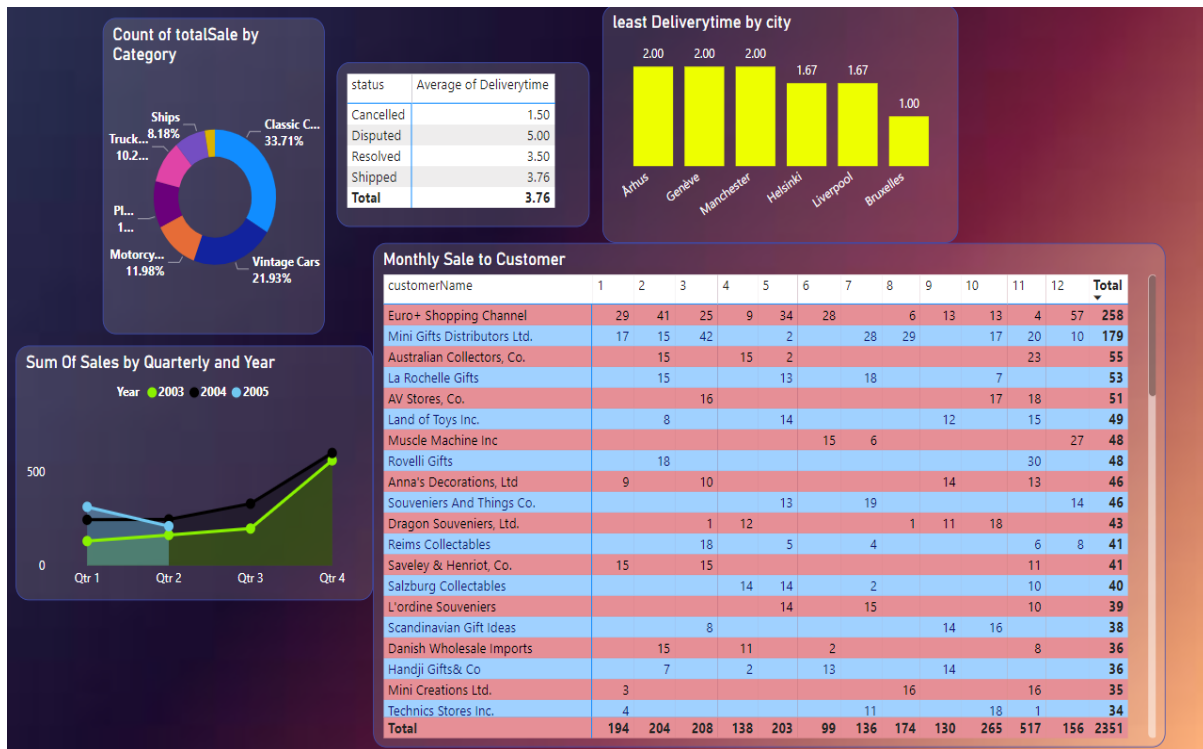 Count of totalSale by
Category
Ships
8.18%
Classic C...
33.71%
Truck...
10.2...
Pl...
1...
Motorcy...
11.98%
Vintage Cars
21.93%
status Average of Deliverytime
Cancelled 1.50
Disputed 5.00
Resolved 3.50
Shipped 3.76
Total 3.76
least Deliverytime by city
2.00 2.00 2.00 1.67 1.67 1.00
Århus Genève Manchester Helsinki Liverpool Bruxelles
Sum Of Sales by Quarterly and Year
Year 2003 2004 2005
500
0
Qtr 1 Qtr 2 Qtr 3 Qtr 4
Monthly Sale to Customer
customerName 1 2 3 4 5 6 7 8 9 10 11 12 Total
Euro+ Shopping Channel 29 41 25 9 34 28 6 13 13 4 57 258
Mini Gifts Distributors Ltd. 17 15 42 2 28 29 17 20 10 179
Australian Collectors, Co. 15 15 2 23 55
La Rochelle Gifts 15 13 18 7 53
AV Stores, Co. 16 17 18 51
Land of Toys Inc. 8 14 12 15 49
Muscle Machine Inc 15 6 27 48
Rovelli Gifts 18 30 48
Anna's Decorations, Ltd 9 10 14 13 46
Souveniers And Things Co. 13 19 14 46
Dragon Souveniers, Ltd. 1 12 1 11 18 43
Reims Collectables 18 5 4 6 8 41
Saveley & Henriot, Co. 15 15 11 41
Salzburg Collectables 14 14 2 10 40
L'ordine Souveniers 14 15 10 39
Scandinavian Gift Ideas 8 14 16 38
Danish Wholesale Imports 15 11 2 8 36
Handji Gifts& Co 7 2 13 14 36
Mini Creations Ltd. 3 16 16 35
Technics Stores Inc. 4 11 18 1 34
Total 194 204 208 138 203 99 136 174 130 265 517 156 2351